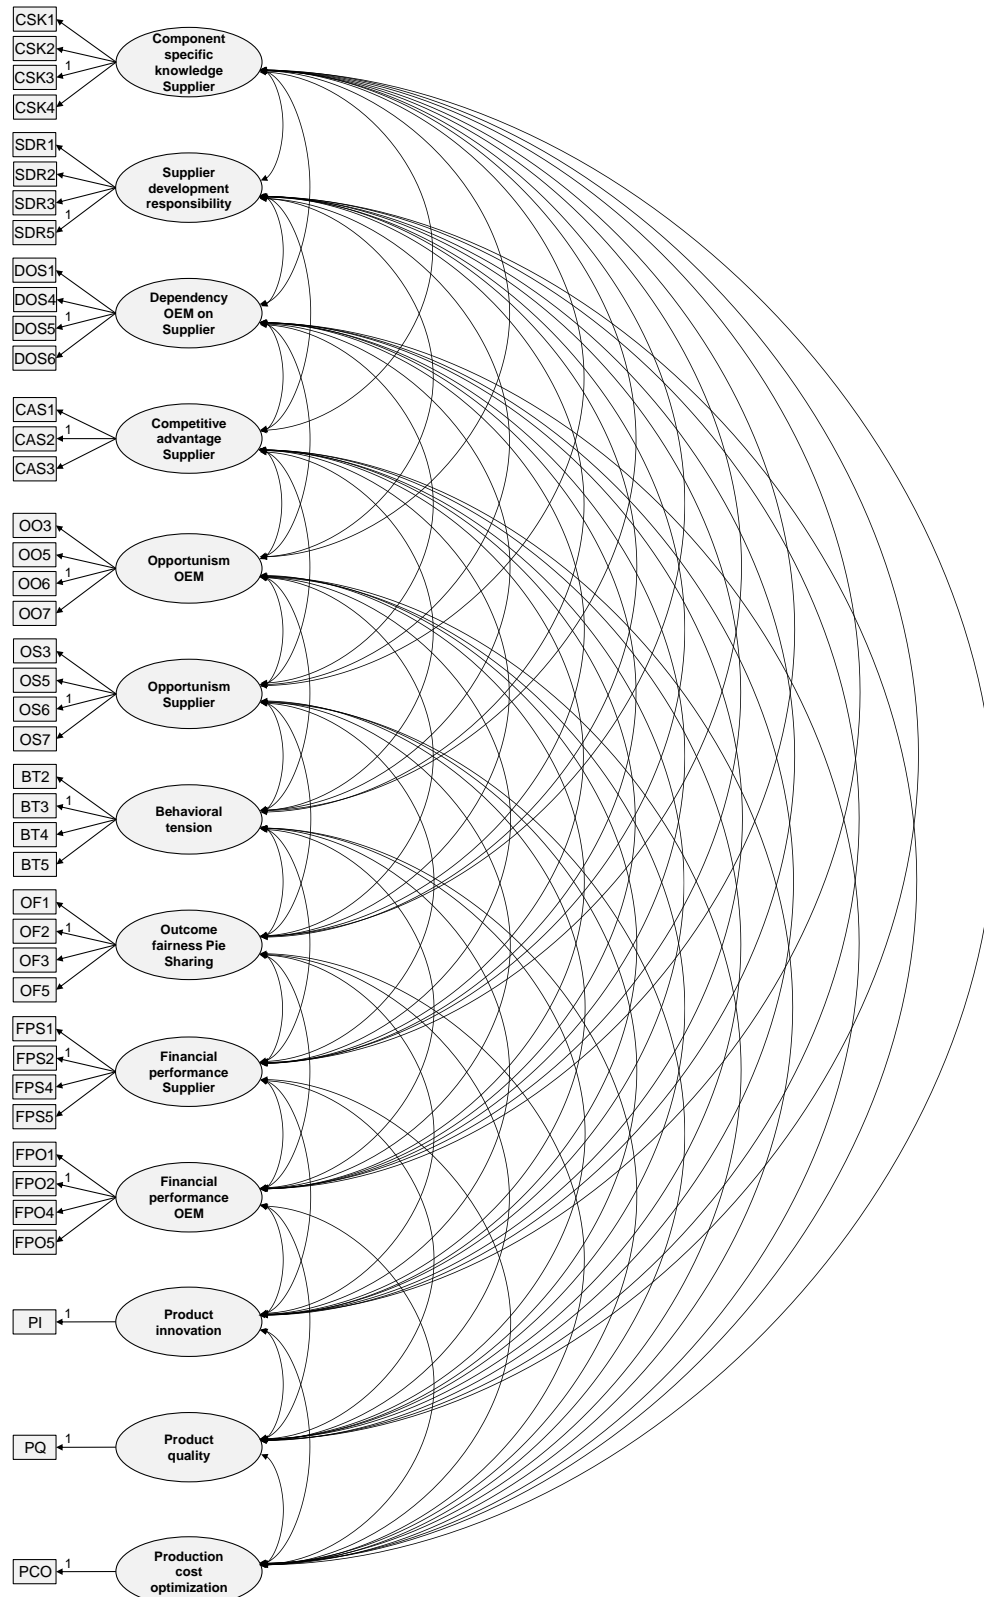 CSK1
CSK2
1
CSK3
CSK4
Component
specific
knowledge
Supplier
SDR1
SDR2
SDR3
1
SDR5
Supplier
development
responsibility
DOS1
DOS4
1
DOS5
DOS6
Dependency
OEM on
Supplier
CAS1
1
CAS2
CAS3
Competitive
advantage
Supplier
OO3
OO5
1
OO6
OO7
Opportunism
OEM
OS3
OS5
1
OS6
OS7
Opportunism
Supplier
BT2
1
BT3
BT4
BT5
Behavioral
tension
OF1
1
OF2
OF3
OF5
Outcome
fairness Pie
Sharing
FPS1
1
FPS2
FPS4
FPS5
Financial
performance
Supplier
FPO1
1
FPO2
FPO4
FPO5
Financial
performance
OEM
1
PI
Product
innovation
1
PQ
Product
quality
1
PCO
Production
cost
optimization